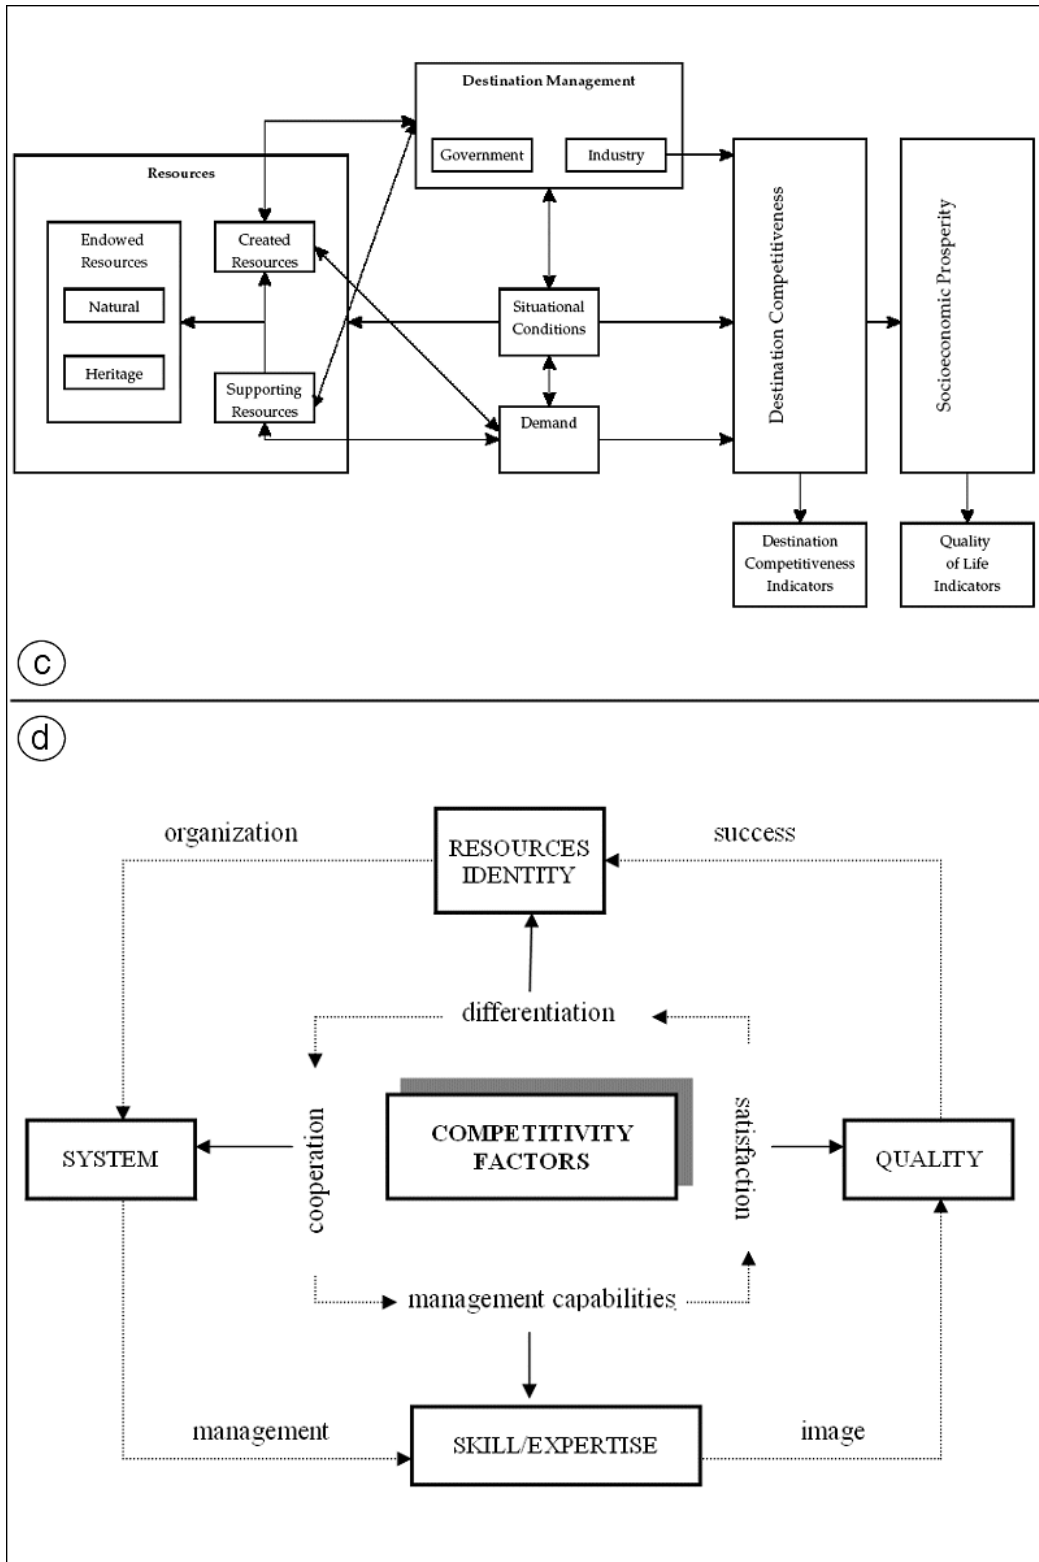 Destination Management
Government
Industry
Resources
Endowed
Resources
Natural
Heritage
Created
Resources
Supporting
Resources
Situational
Conditions
Demand
Destination Competitiveness
Socioeconomic Prosperity
Destination
Competitiveness
Indicators
Quality
of Life
Indicators
c
d
organization
RESOURCES
IDENTITY
success
differentiation
cooperation
COMPETITIVITY
FACTORS
satisfaction
SYSTEM
QUALITY
management capabilities
management
SKILL/EXPERTISE
image